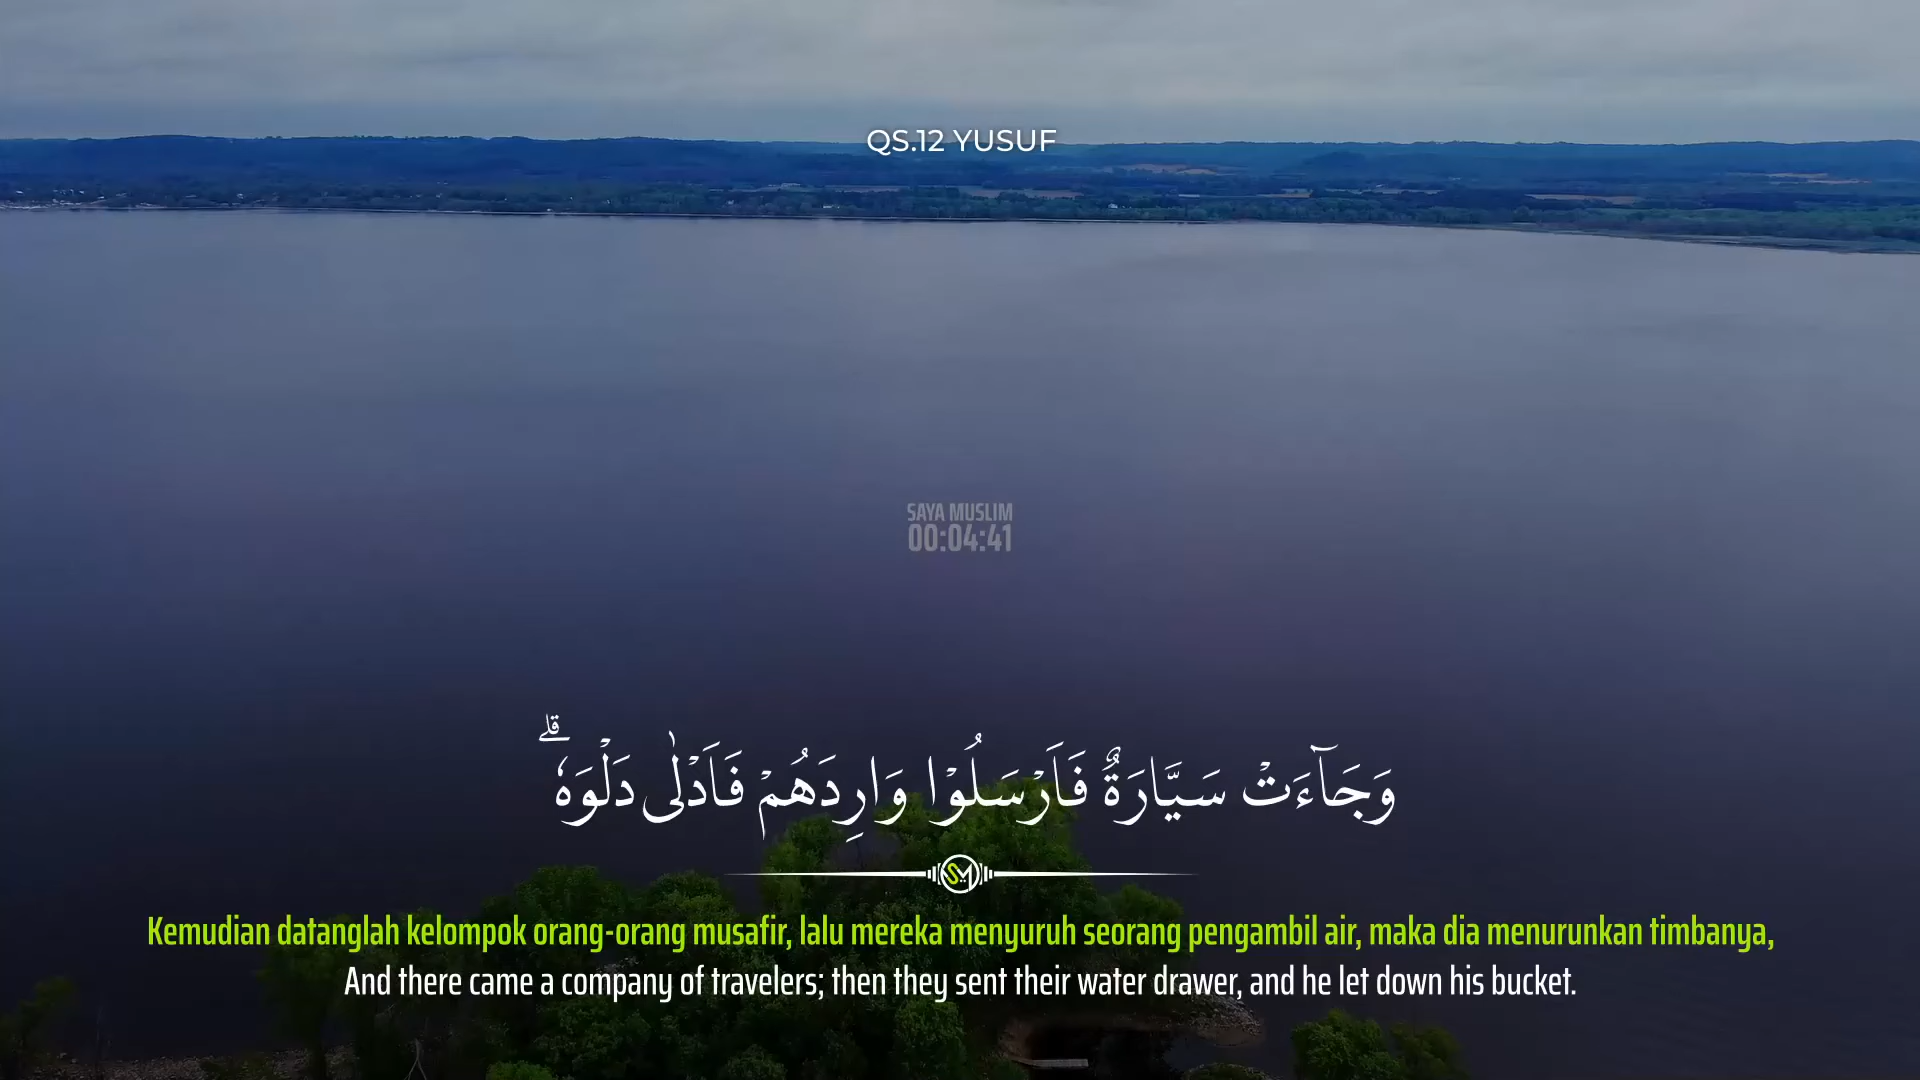 QS.12 YUSUF
SAYA MUSLIM
00:04:41
وَجَآءَتْ سَيَّارَةٌ فَاَرْسَلُوْا وَارِدَهُمْ فَاَدْلٰى دَلْوَهٗ ۗ
SM
Kemudian datanglah kelompok orang-orang musafir, lalu mereka menyuruh seorang pengambil air, maka dia menurunkan timbanya,
And there came a company of travelers; then they sent their water drawer, and he let down his bucket.